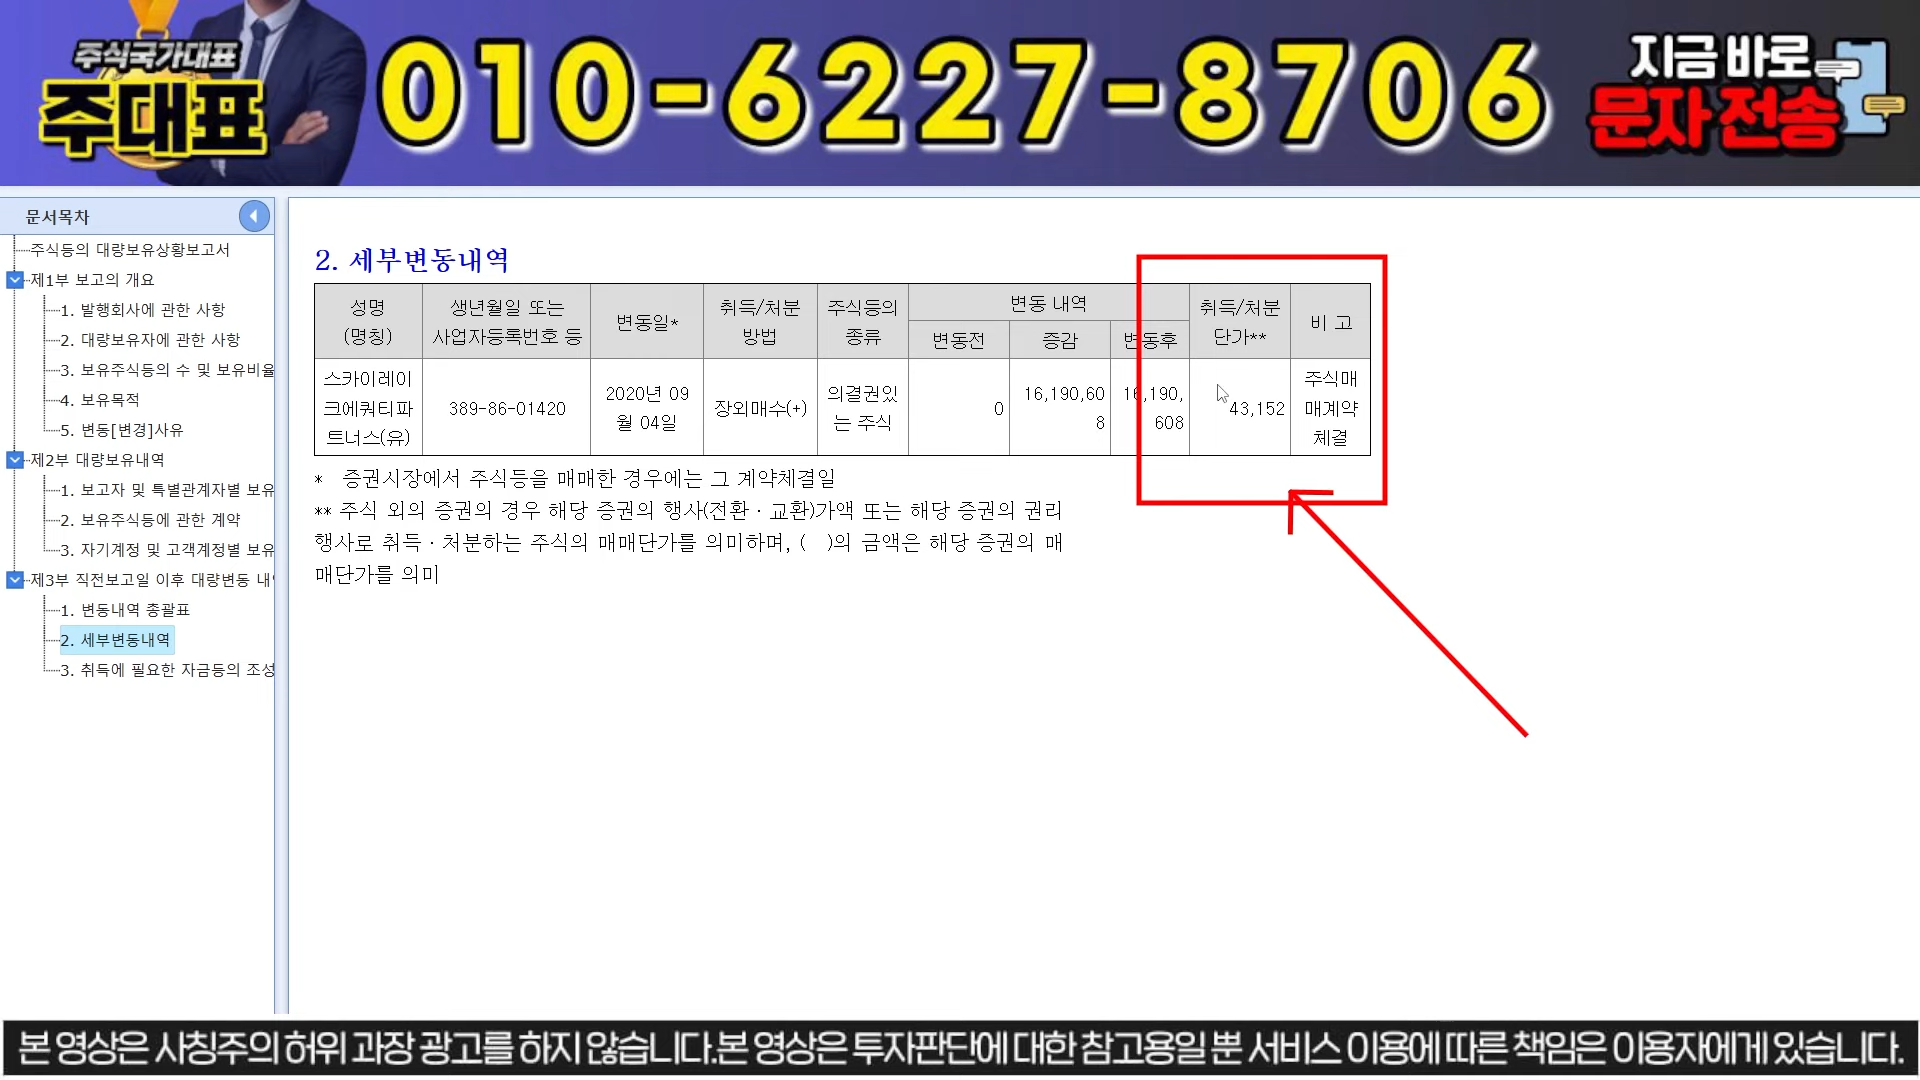 주식국가대표
주대표
010-6227-8706
지금 바로
문자 전송
문서목차
주식등의 대량보유상황보고서
제1부 보고의 개요
1. 발행회사에 관한 사항
2. 대량보유자에 관한 사항
3. 보유주식등의 수 및 보유비율
4. 보유목적
5. 변동[변경]사유
제2부 대량보유내역
1. 보고자 및 특별관계자별 보유
2. 보유주식등에 관한 계약
3. 자기계정 및 고객계정별 보유
제3부 직전보고일 이후 대량변동 내
1. 변동내역 총괄표
2. 세부변동내역
3. 취득에 필요한 자금등의 조성
2. 세부변동내역
성명
(명칭)
생년월일 또는
사업자등록번호 등
변동일*
취득/처분
방법
주식등의
종류
변동 내역
변동전
증감
변동후
취득/처분
단가**
비 고
스카이레이
크에쿼티파
트너스(유)
389-86-01420
2020년 09
월 04일
장외매수(+)
의결권있
는 주식
0
16,190,60
8
16,190,
608
43,152
주식매
매계약
체결
* 증권시장에서 주식등을 매매한 경우에는 그 계약체결일
** 주식 외의 증권의 경우 해당 증권의 행사(전환·교환)가액 또는 해당 증권의 권리
행사로 취득·처분하는 주식의 매매단가를 의미하며, ( )의 금액은 해당 증권의 매
매단가를 의미
본 영상은 사칭주의 허위 과장 광고를 하지 않습니다.본 영상은 투자판단에 대한 참고용일 뿐 서비스 이용에 따른 책임은 이용자에게 있습니다.